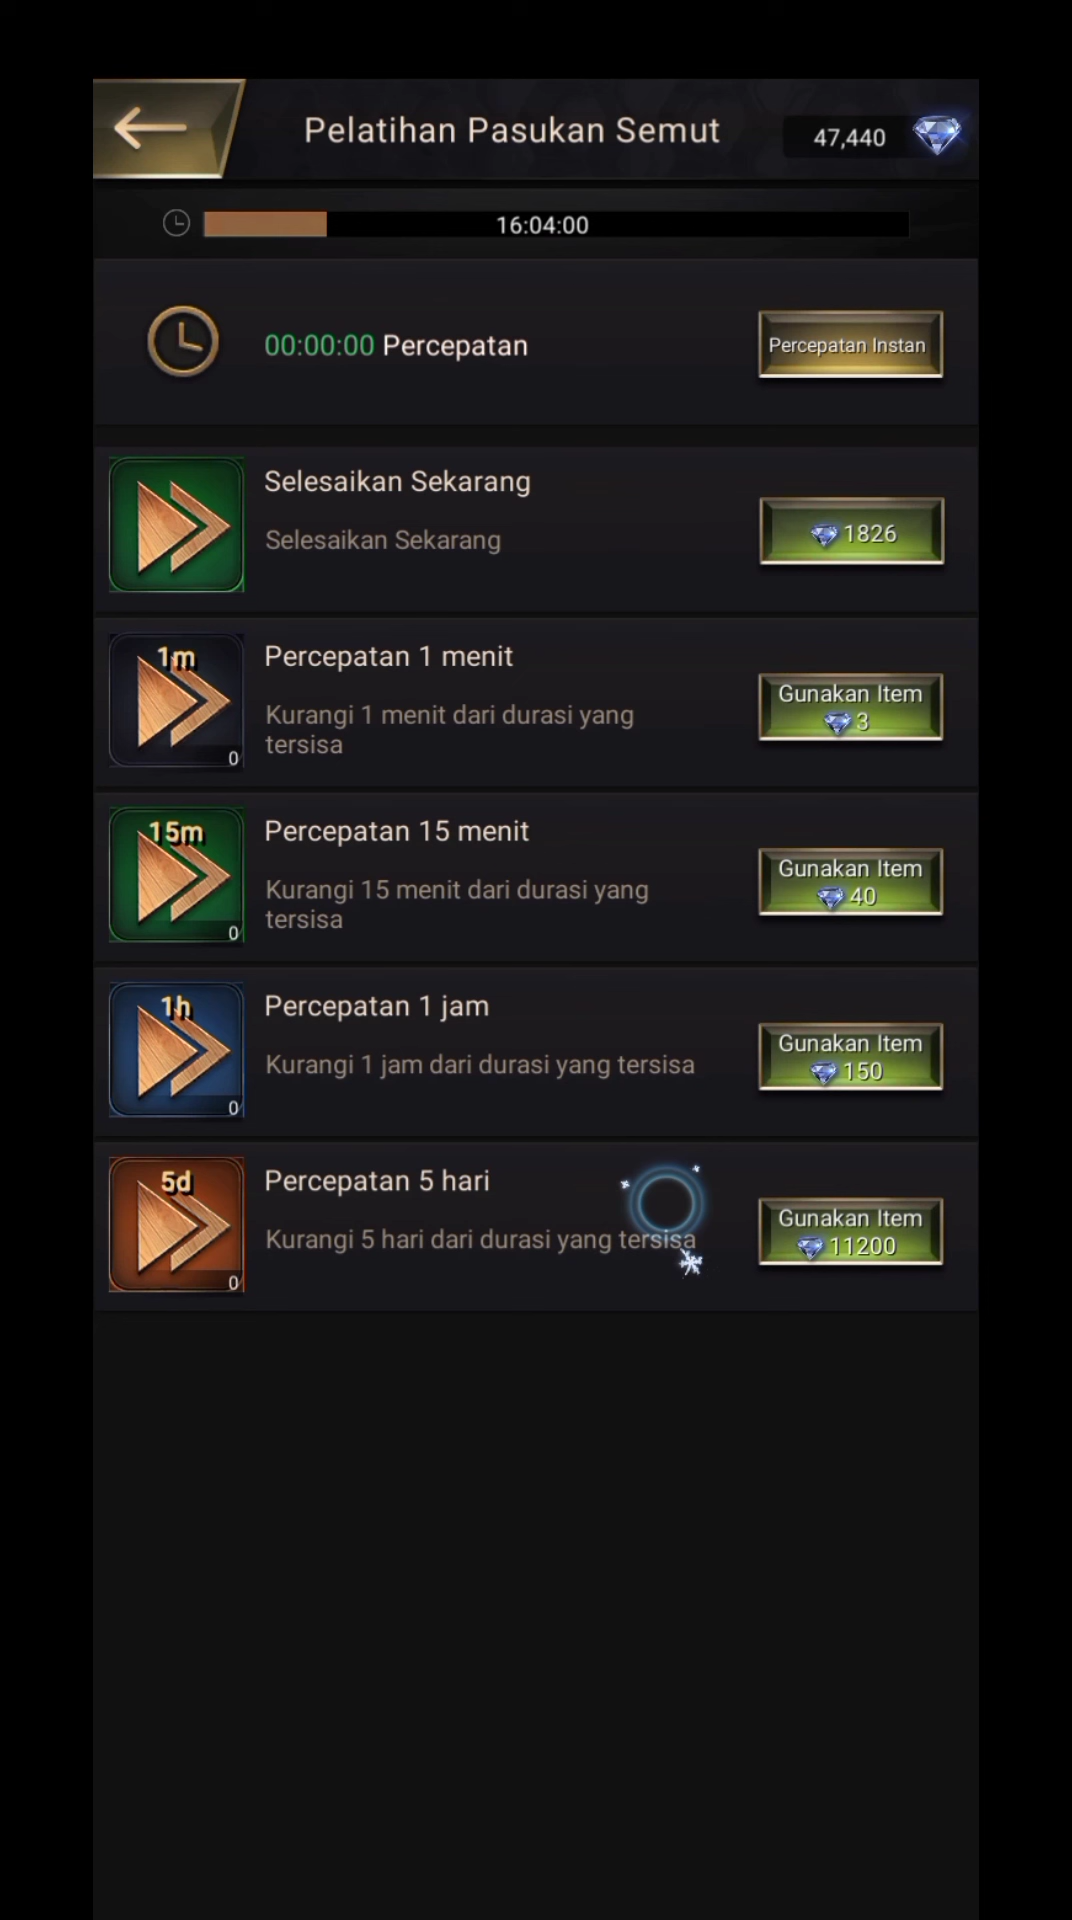 Pelatihan Pasukan Semut
47,440
16:04:00
00:00:00 Percepatan
Percepatan Instan
Selesaikan Sekarang
Selesaikan Sekarang
1826
1m
0
Percepatan 1 menit
Kurangi 1 menit dari durasi yang
tersisa
Gunakan Item
3
15m
0
Percepatan 15 menit
Kurangi 15 menit dari durasi yang
tersisa
Gunakan Item
40
1h
0
Percepatan 1 jam
Kurangi 1 jam dari durasi yang tersisa
Gunakan Item
150
5d
0
Percepatan 5 hari
Kurangi 5 hari dari durasi yang tersisa
Gunakan Item
11200